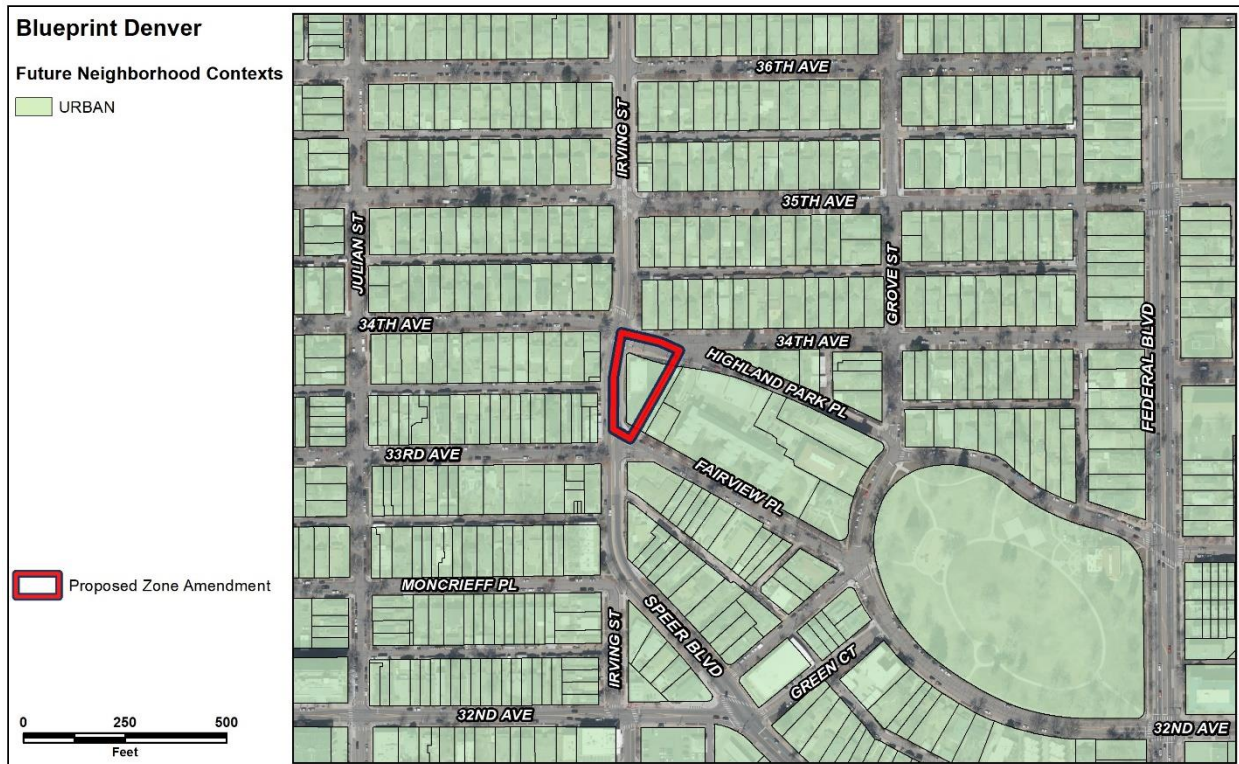 Blueprint Denver
Future Neighborhood Contexts
URBAN
Proposed Zone Amendment
0 250 500
Feet
36TH AVE
IRVING ST
35TH AVE
JULIAN ST
GROVE ST
34TH AVE
34TH AVE
HIGHLAND PARK PL
FEDERAL BLVD
33RD AVE
FAIRVIEW PL
MONCRIEFF PL
SPEER BLVD
IRVING ST
GREEN CT
32ND AVE
32ND AVE